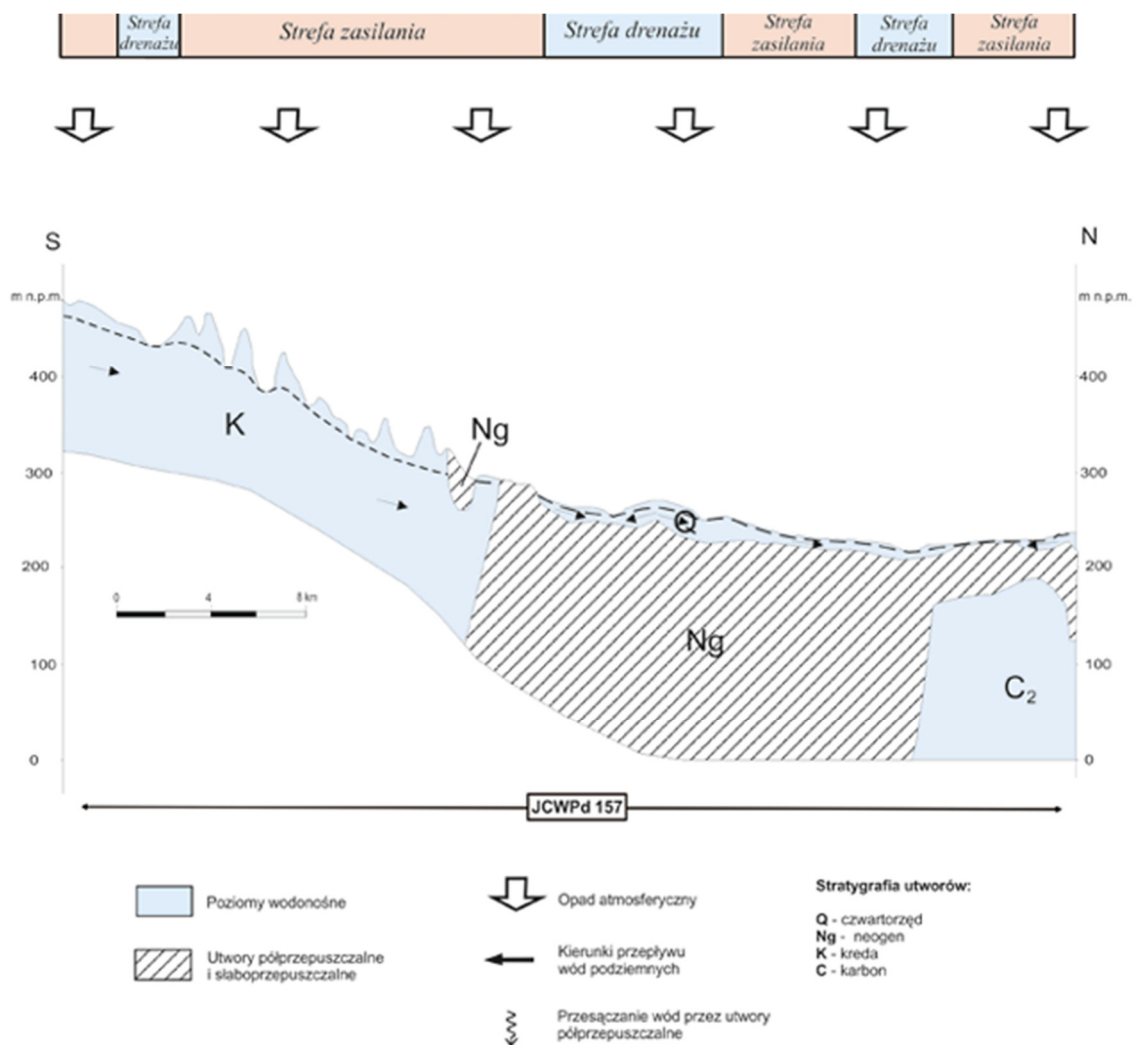 Strefa
drenażu
Strefa zasilania
Strefa drenażu
Strefa
zasilania
Strefa
drenażu
Strefa
zasilania
S
N
m n.p.m.
m n.p.m.
400
400
K
Ng
300
300
Q
200
200
0
4
8 km
Ng
100
100
C₂
0
0
JCWPd 157
Poziomy wodonośne
Utwory półprzepuszczalne
i słaboprzepuszczalne
Opad atmosferyczny
Kierunki przepływu
wód podziemnych
Przesączanie wód przez utwory
półprzepuszczalne
Stratygrafia utworów:
Q - czwartorzęd
Ng - neogen
K - kreda
C - karbon